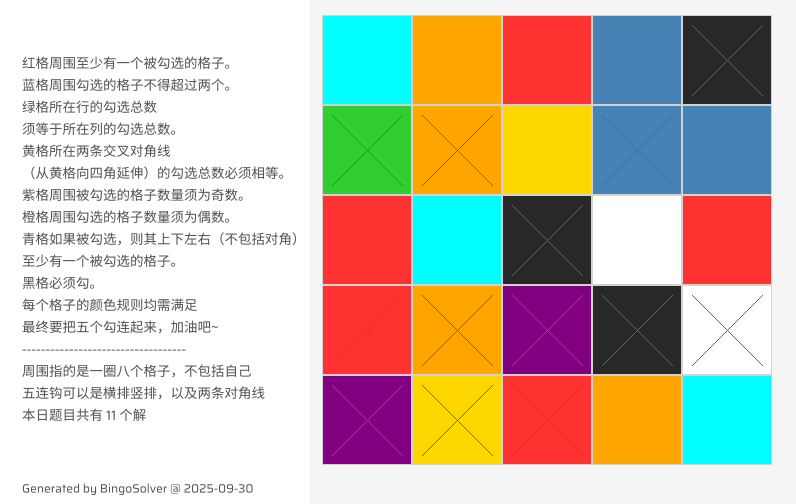 红格周围至少有一个被勾选的格子。
蓝格周围勾选的格子不得超过两个。
绿格所在行的勾选总数
须等于所在列的勾选总数。
黄格所在两条交叉对角线
（从黄格向四角延伸）的勾选总数必须相等。
紫格周围被勾选的格子数量须为奇数。
橙格周围勾选的格子数量须为偶数。
青格如果被勾选，则其上下左右（不包括对角）
至少有一个被勾选的格子。
黑格必须勾。
每个格子的颜色规则均需满足
最终要把五个勾连起来，加油吧~
-----------------------------------
周围指的是一圈八个格子，不包括自己
五连钩可以是横排竖排，以及两条对角线
本日题目共有 11 个解
Generated by BingoSolver @ 2025-09-30